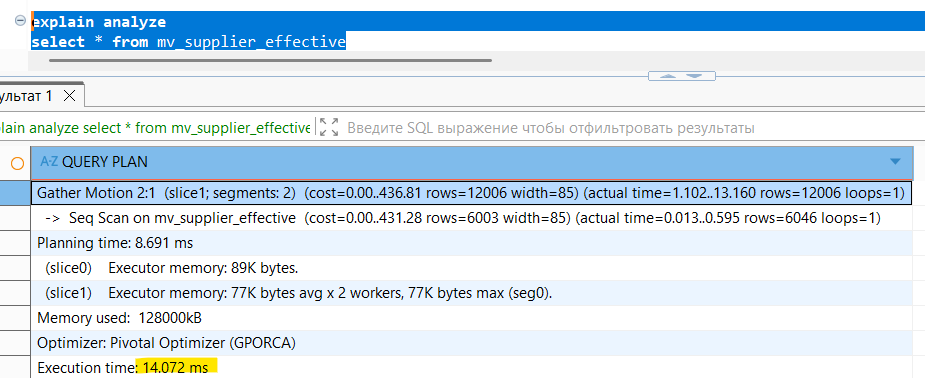 explain analyze
select * from mv_supplier_effective
ультат 1
lain analyze select * from mv_supplier_effective
Введите SQL выражение чтобы отфильтровать результаты
A-Z QUERY PLAN
Gather Motion 2:1 (slice1; segments: 2) (cost=0.00..436.81 rows=12006 width=85) (actual time=1.102..13.160 rows=12006 loops=1)
-> Seq Scan on mv_supplier_effective (cost=0.00..431.28 rows=6003 width=85) (actual time=0.013..0.595 rows=6046 loops=1)
Planning time: 8.691 ms
(slice0) Executor memory: 89K bytes.
(slice1) Executor memory: 77K bytes avg x 2 workers, 77K bytes max (seg0).
Memory used: 128000kB
Optimizer: Pivotal Optimizer (GPORCA)
Execution time: 14.072 ms